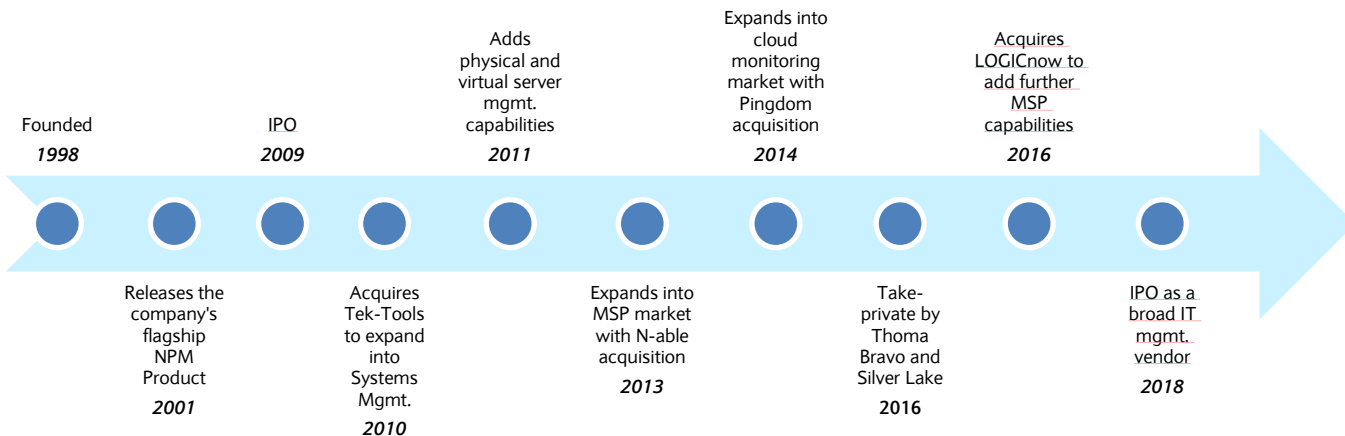 Founded
1998
Releases the
company's
flagship
NPM
Product
2001
IPO
2009
Acquires
Tek-Tools
to expand
into
Systems
Mgmt.
2010
Adds
physical and
virtual server
mgmt.
capabilities
2011
Expands into
MSP market
with N-able
acquisition
2013
Expands into
cloud
monitoring
market with
Pingdom
acquisition
2014
Take-
private by
Thoma
Bravo and
Silver Lake
2016
Acquires
LOGICnow to
add further
MSP
capabilities
2016
IPO as a
broad IT
mgmt.
vendor
2018